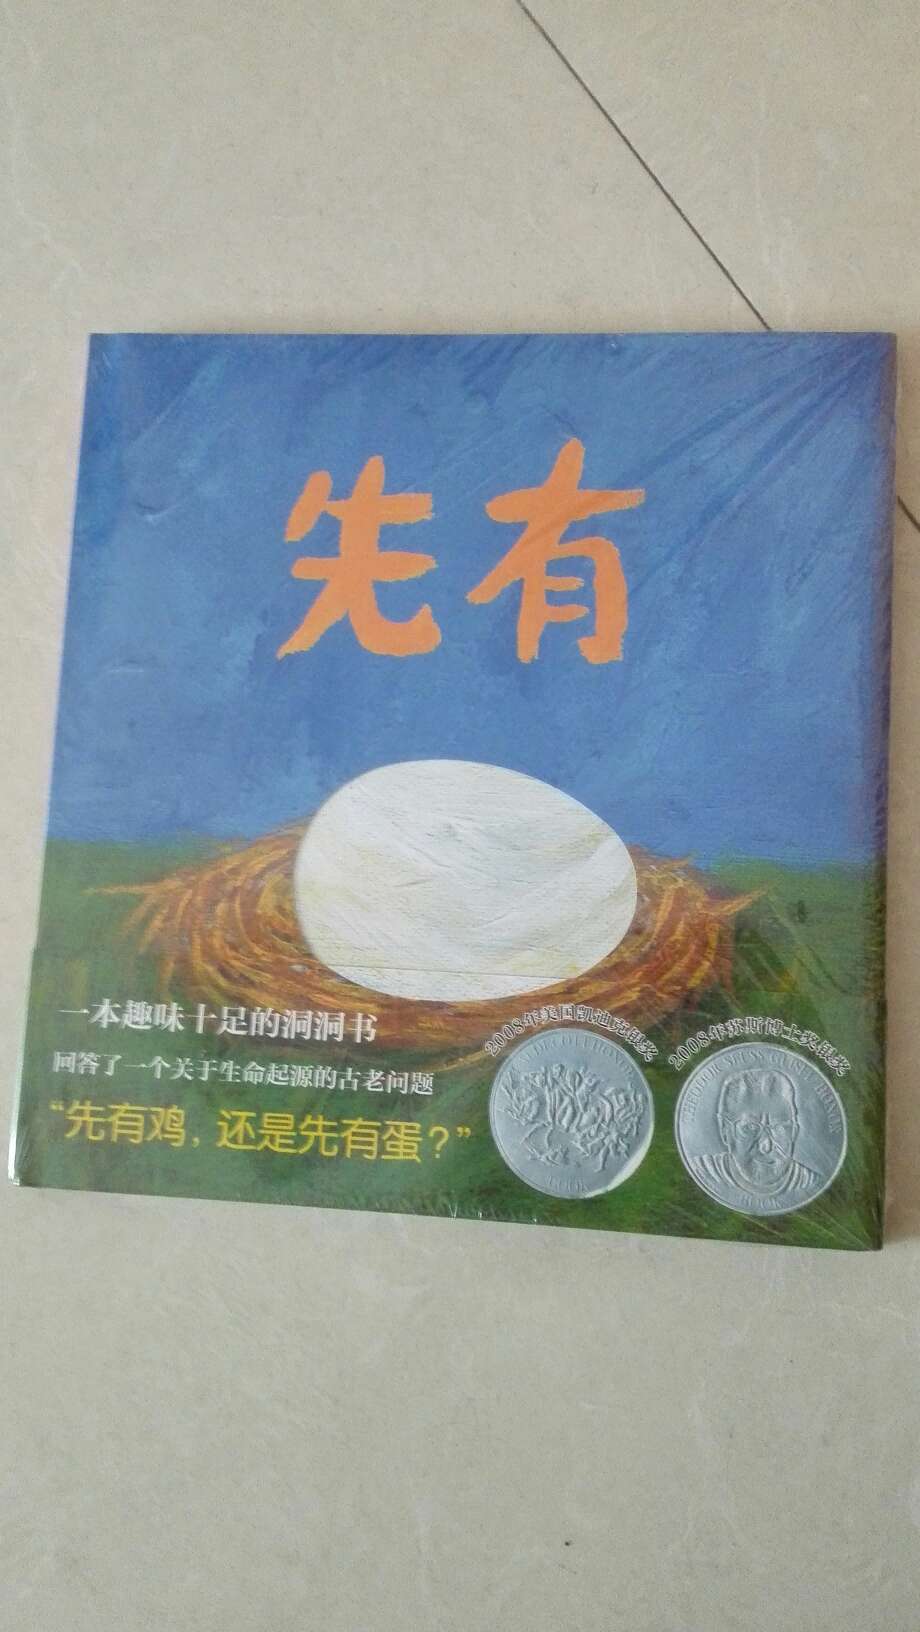 先有
一本趣味十足的洞洞书
回答了一个关于生命起源的古老问题
“先有鸡，还是先有蛋？”
2008年美国凯迪克银奖
2008年苏斯博士奖银奖
BOOK